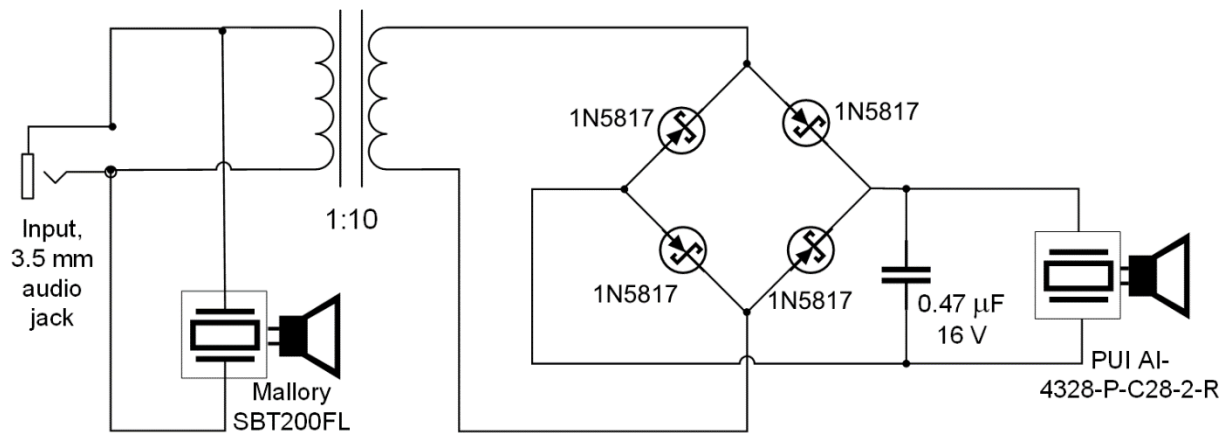 1N5817
1N5817
Input,
3.5 mm
audio
jack
1:10
1N5817
1N5817
0.47 μF
16 V
Mallory
SBT200FL
PUI AI-
4328-P-C28-2-R